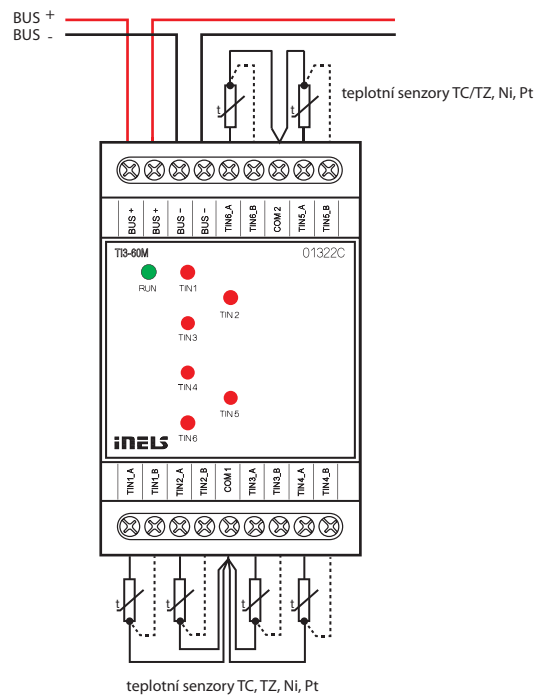 BUS +
BUS -
t
t
teplotní senzory TC/TZ, Ni, Pt
BUS +
BUS +
BUS -
BUS -
TIN6_A
TIN6_B
COM 2
TIN5_A
TIN5_B
TI3-60M
01322C
RUN
TIN1
TIN2
TIN3
TIN4
TIN5
TIN6
iNELS
TIN1_A
TIN1_B
TIN2_A
TIN2_B
COM 1
TIN3_A
TIN3_B
TIN4_A
TIN4_B
t
t
t
t
teplotní senzory TC, TZ, Ni, Pt